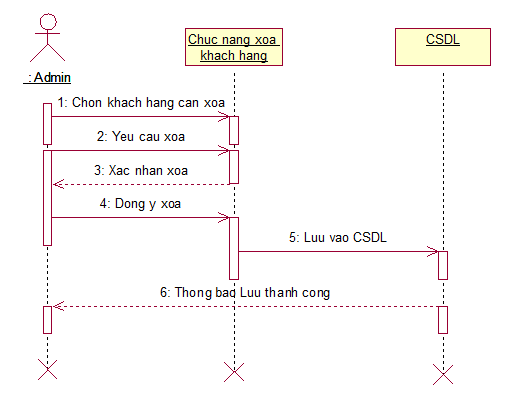 Chuc nang xoa
khach hang
CSDL
: Admin
1: Chon khach hang can xoa
2: Yeu cau xoa
3: Xac nhan xoa
4: Dong y xoa
5: Luu vao CSDL
6: Thong bao Luu thanh cong